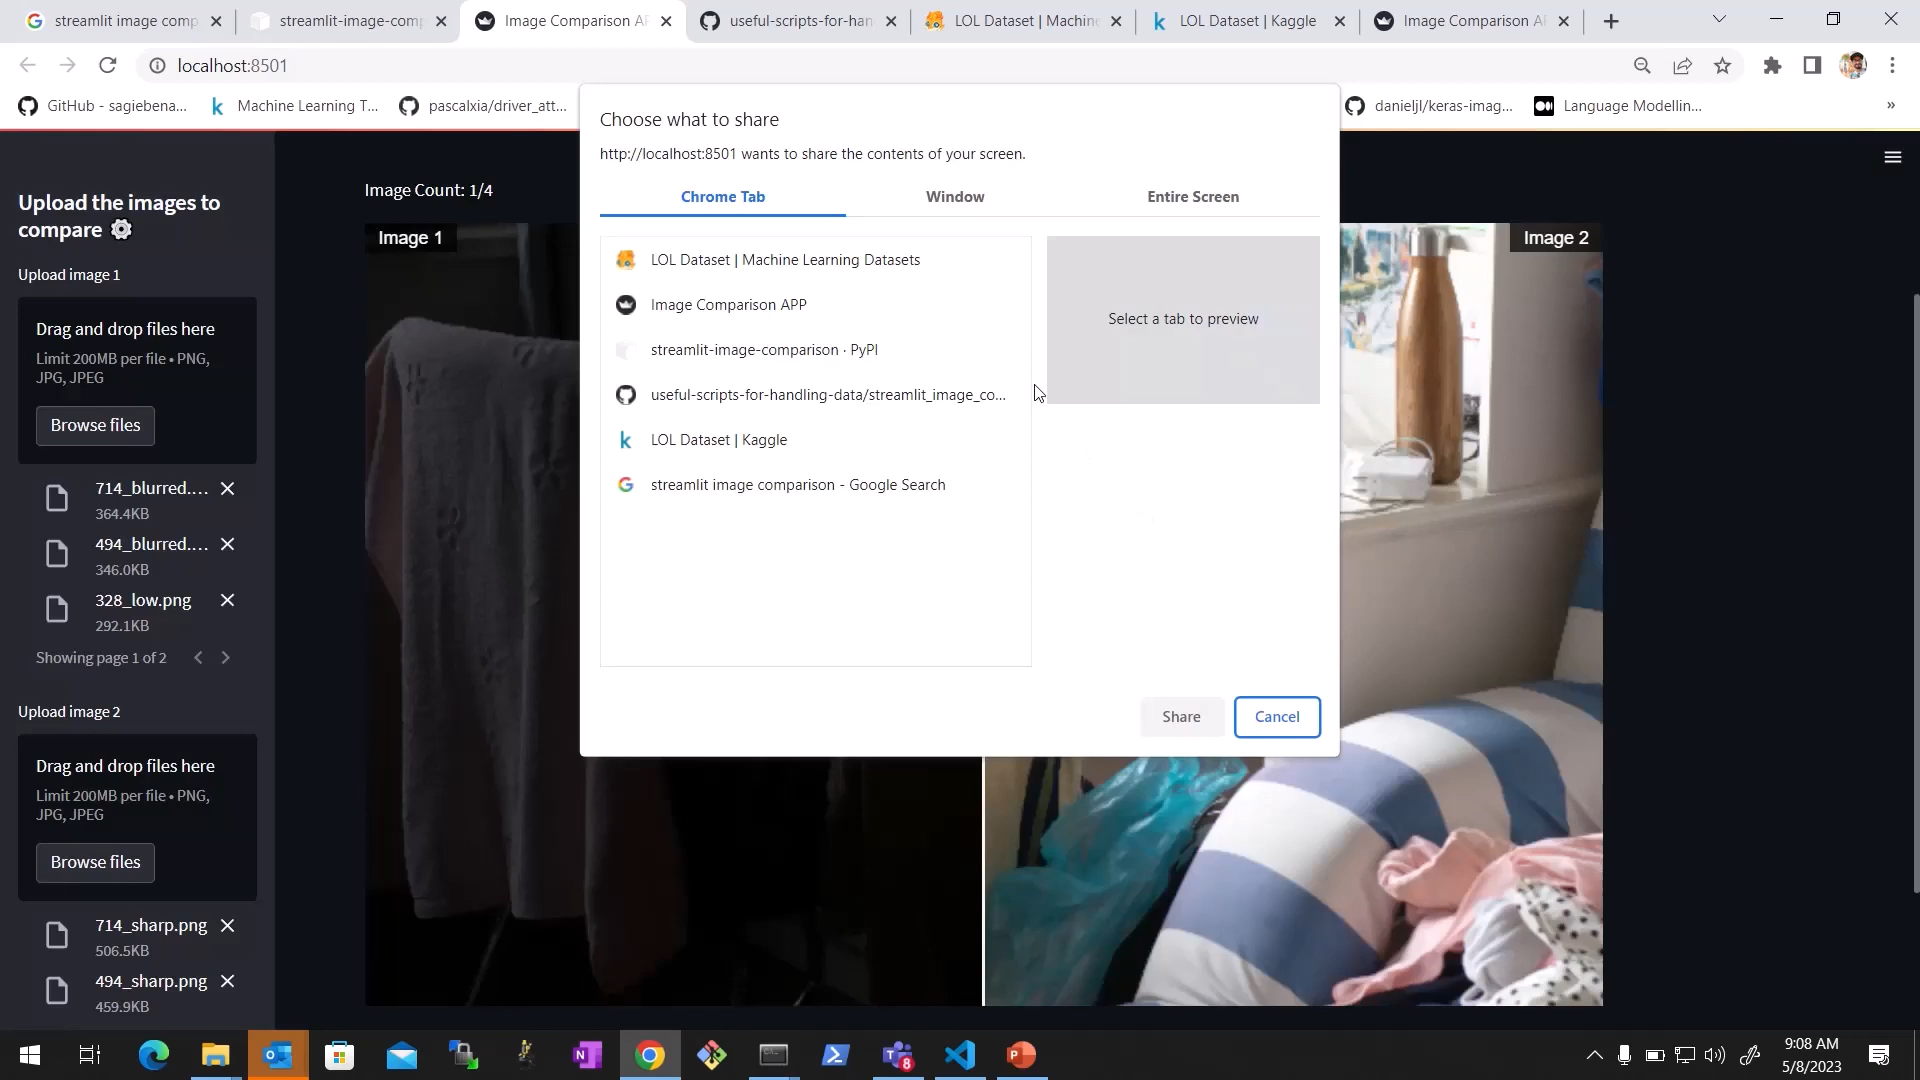 streamlit image comp
streamlit-image-comp
Image Comparison AP
useful-scripts-for-han
LOL Dataset | Machine
LOL Dataset | Kaggle
Image Comparison AP
localhost:8501
GitHub - sagiebena...
Machine Learning T...
pascalxia/driver_att...
danieljl/keras-imag...
Language Modellin...
»
Choose what to share
http://localhost:8501 wants to share the contents of your screen.
Chrome Tab
Window
Entire Screen
LOL Dataset | Machine Learning Datasets
Image Comparison APP
streamlit-image-comparison · PyPI
useful-scripts-for-handling-data/streamlit_image_co...
LOL Dataset | Kaggle
streamlit image comparison - Google Search
Select a tab to preview
Share
Cancel
Upload the images to
compare
Upload image 1
Drag and drop files here
Limit 200MB per file • PNG,
JPG, JPEG
Browse files
714_blurred....
364.4KB
494_blurred....
346.0KB
328_low.png
292.1KB
Showing page 1 of 2
Upload image 2
Drag and drop files here
Limit 200MB per file • PNG,
JPG, JPEG
Browse files
714_sharp.png
506.5KB
494_sharp.png
459.9KB
Image Count: 1/4
Image 1
Image 2
9:08 AM
5/8/2023